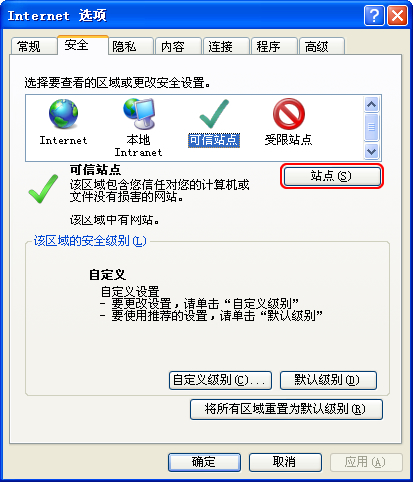 Internet 选项
常规 安全 隐私 内容 连接 程序 高级
选择要查看的区域或更改安全设置。
Internet 本地 Intranet 可信站点 受限站点
可信站点
站点(S)
该区域包含您信任对您的计算机或
文件没有损害的网站。
该区域中有网站。
该区域的安全级别(L)
自定义
自定义设置
- 要更改设置，请单击“自定义级别”
- 要使用推荐的设置，请单击“默认级别”
自定义级别(C)... 默认级别(D)
将所有区域重置为默认级别(R)
确定 取消 应用(A)